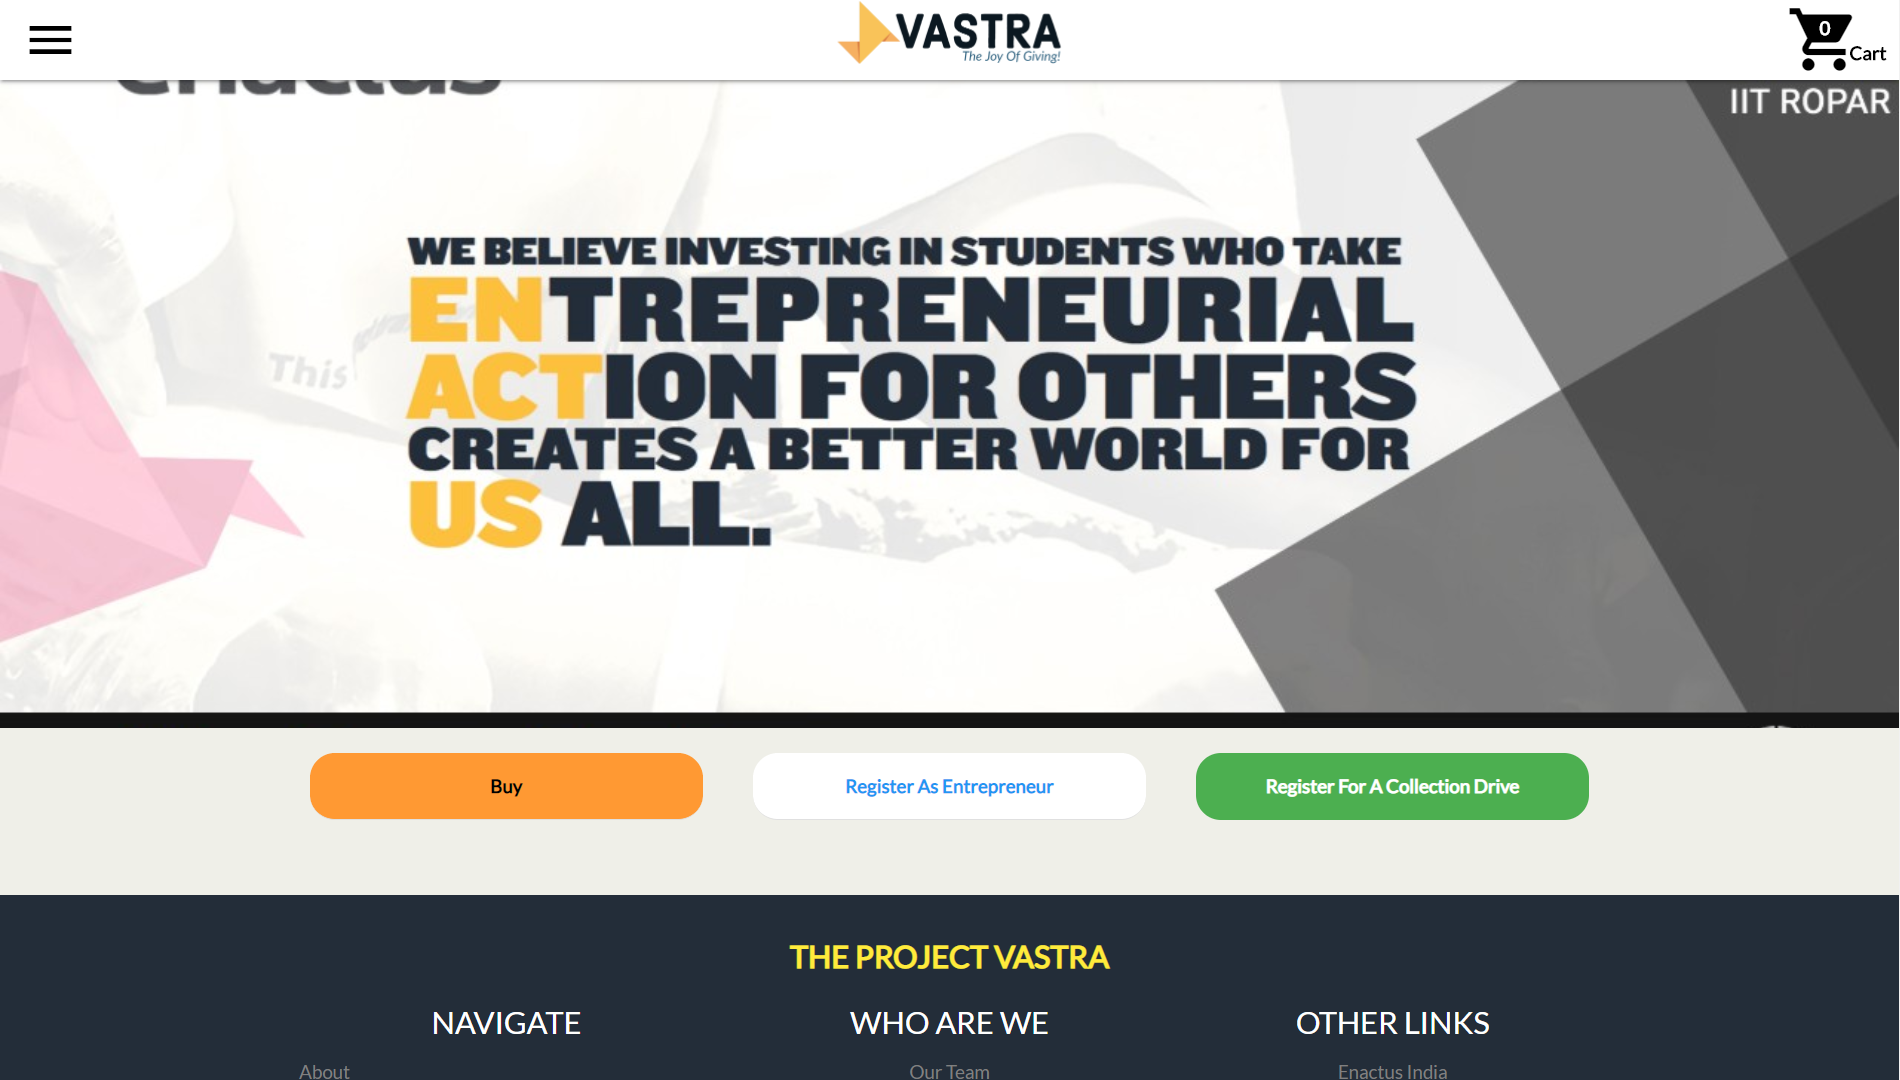 VASTRA
The Joy Of Giving!
0
Cart
enactus
IIT ROPAR
WE BELIEVE INVESTING IN STUDENTS WHO TAKE
ENTREPRENEURIAL
ACTION FOR OTHERS
This
CREATES A BETTER WORLD FOR
US ALL.
Buy
Register As Entrepreneur
Register For A Collection Drive
THE PROJECT VASTRA
NAVIGATE
WHO ARE WE
OTHER LINKS
About
Our Team
Enactus India